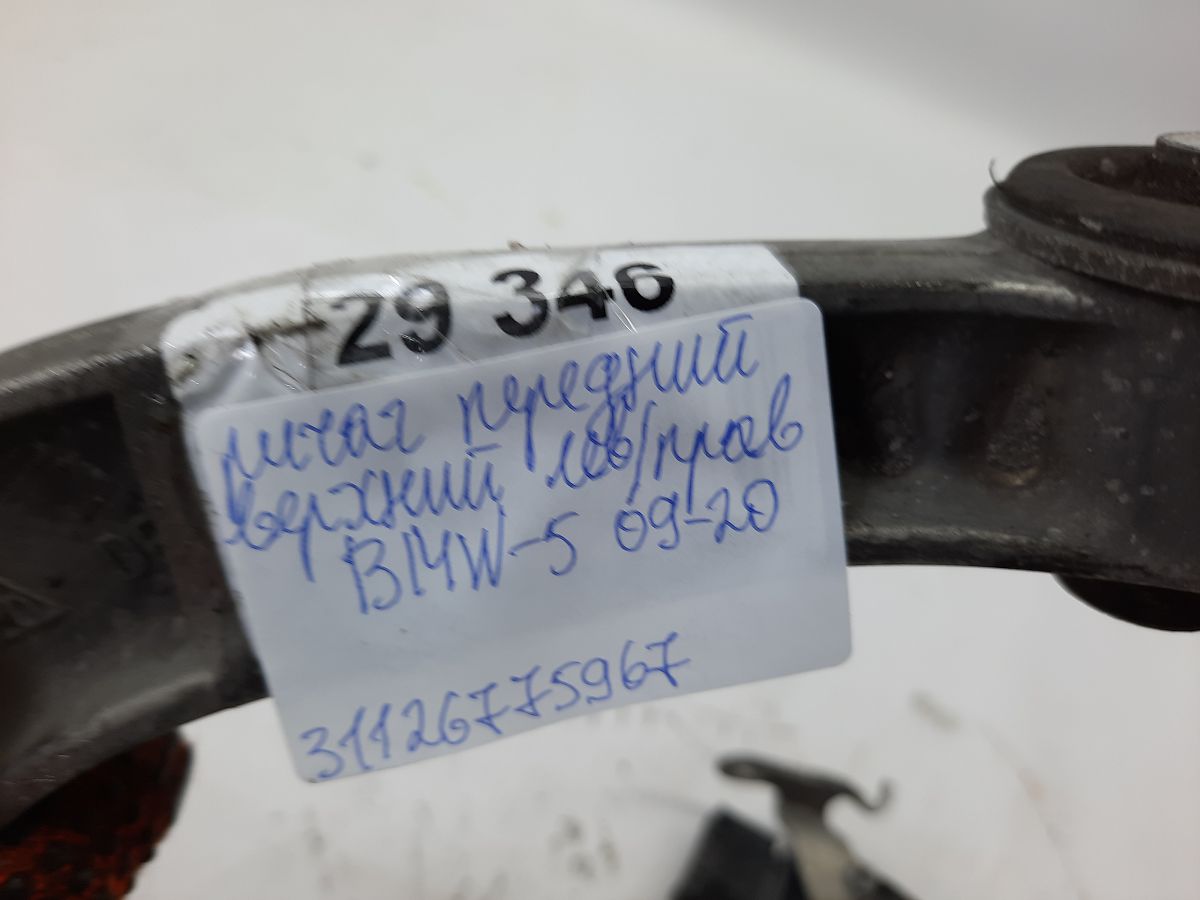 29 346
рычаг передний
верхний лев/прав
BMW-5 09-20
31126775967